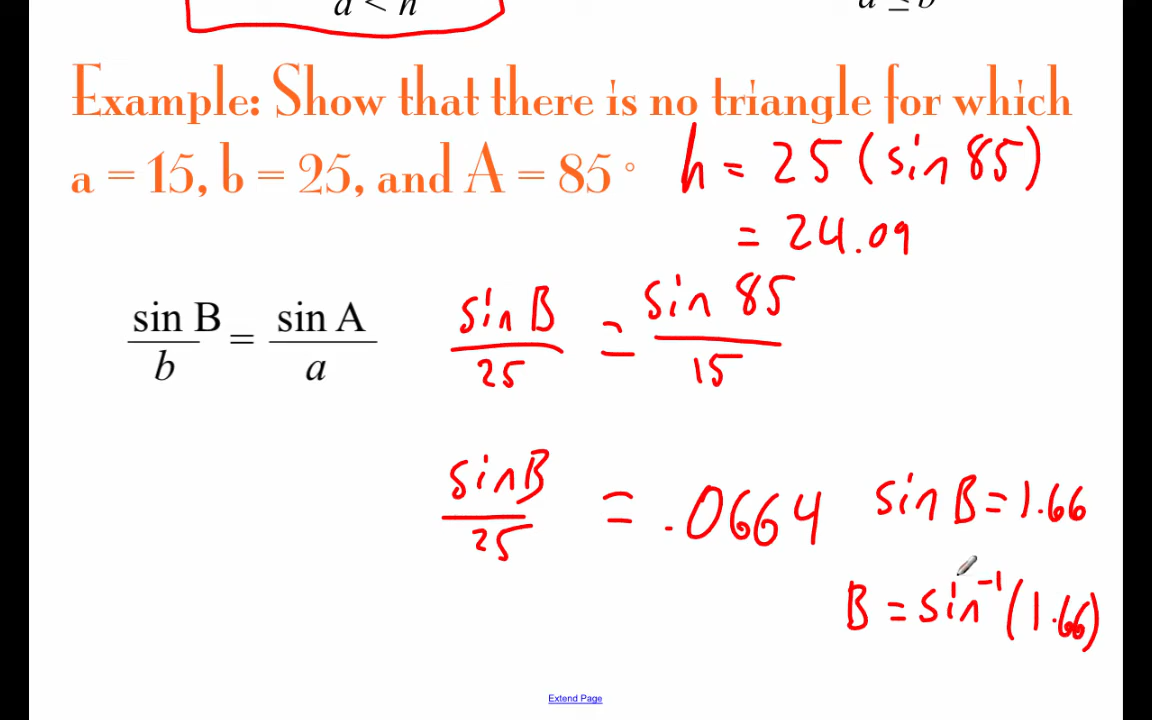 a < h
a ≤ b
Example: Show that there is no triangle for which
a = 15, b = 25, and A = 85°
h = 25 (sin 85)
= 24.09
sin B / b = sin A / a
sin B / 25 = sin 85 / 15
sin B / 25 = .0664
sin B = 1.66
B = sin⁻¹ (1.66)
Extend Page